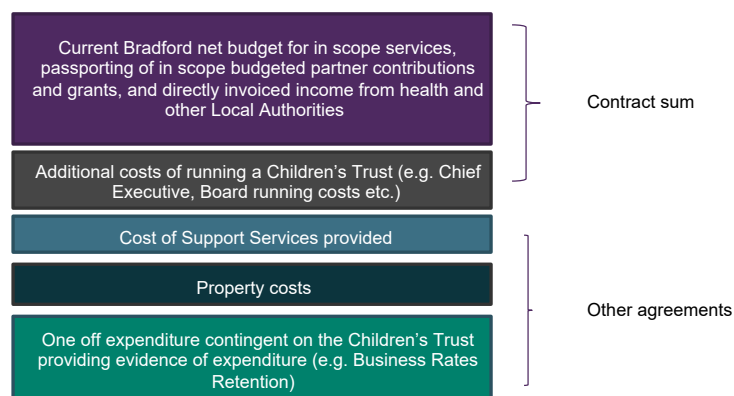 Current Bradford net budget for in scope services,
passporting of in scope budgeted partner contributions
and grants, and directly invoiced income from health and
other Local Authorities
Contract sum
Additional costs of running a Children’s Trust (e.g. Chief
Executive, Board running costs etc.)
Cost of Support Services provided
Property costs
Other agreements
One off expenditure contingent on the Children’s Trust
providing evidence of expenditure (e.g. Business Rates
Retention)